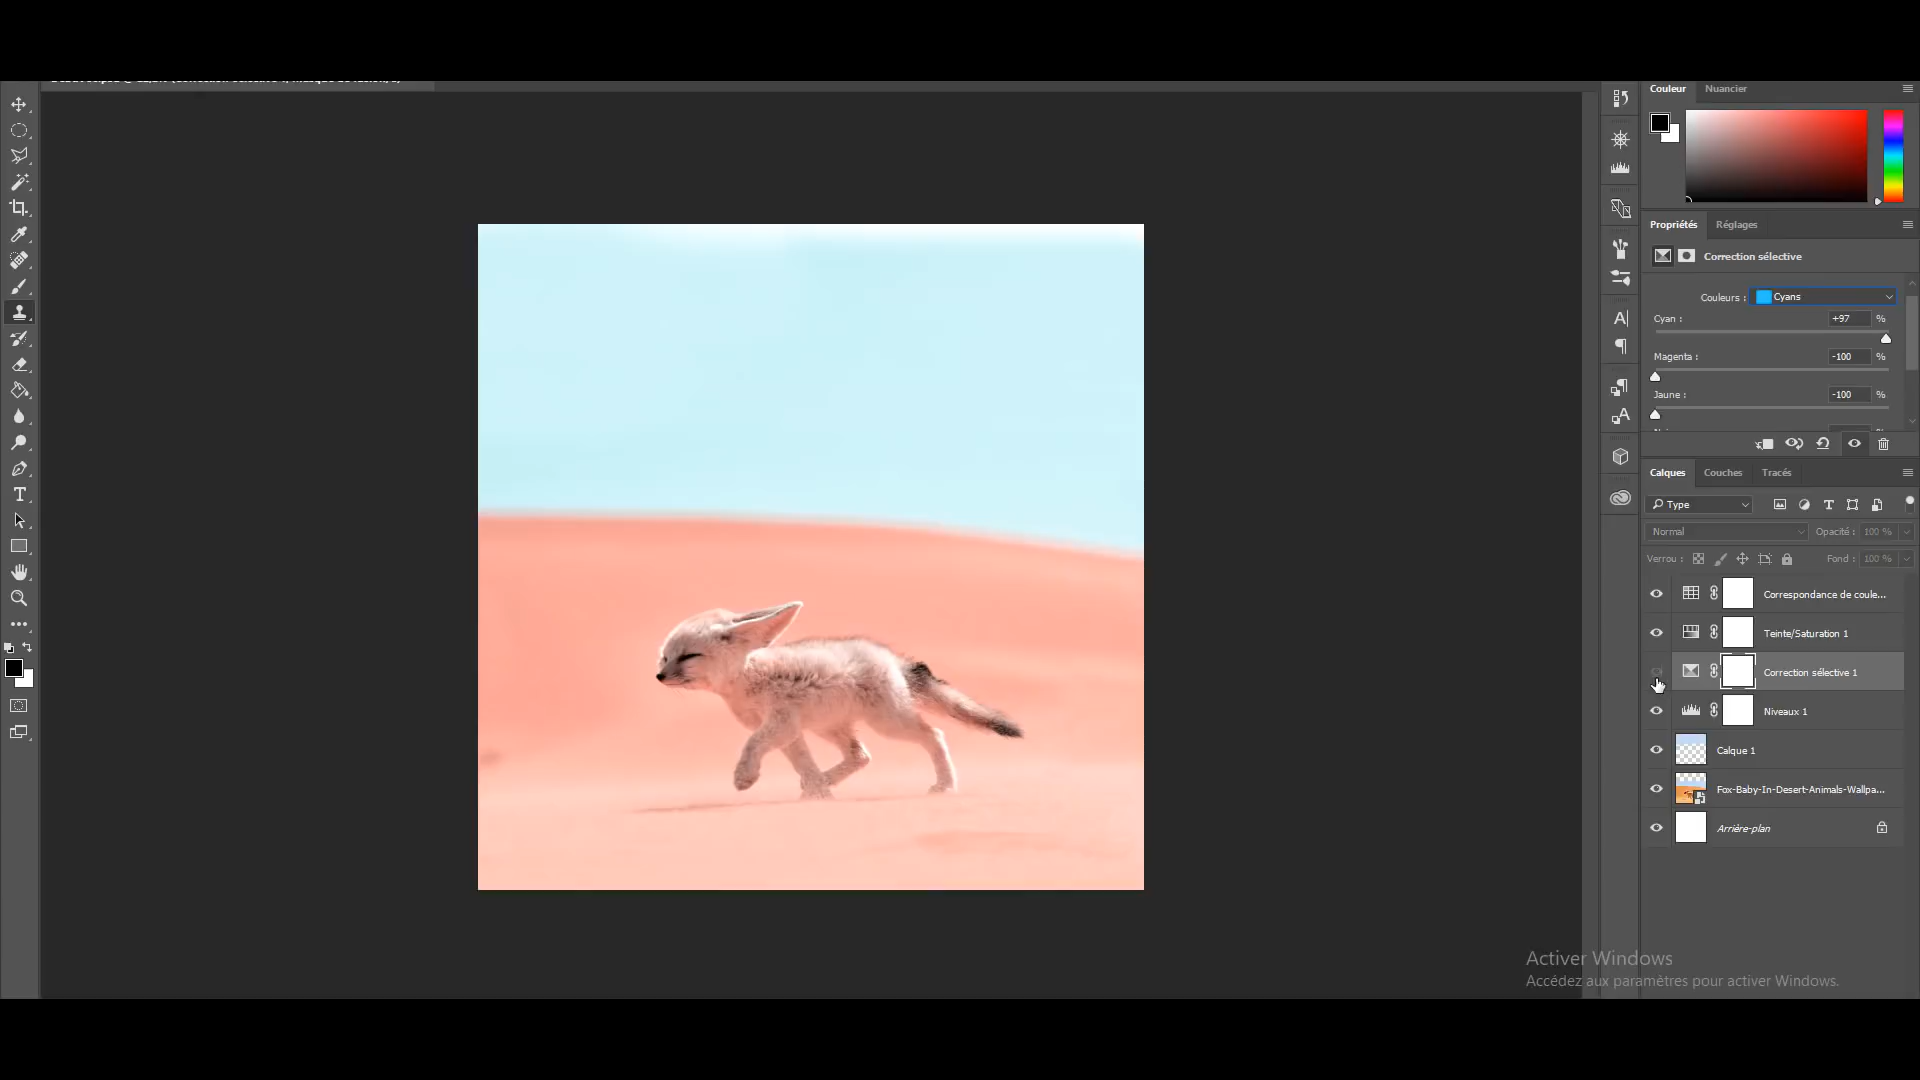 Couleur
Nuancier
Propriétés
Réglages
Correction sélective
Couleurs :
Cyans
Cyan :
+97
%
Magenta :
-100
%
Jaune :
-100
%
Calques
Couches
Tracés
Type
Normal
Opacité :
100 %
Verrou :
Fond :
100 %
Correspondance de coule...
Teinte/Saturation 1
Correction sélective 1
Niveaux 1
Calque 1
Fox-Baby-In-Desert-Animals-Wallpa...
Arrière-plan
Activer Windows
Accédez aux paramètres pour activer Windows.